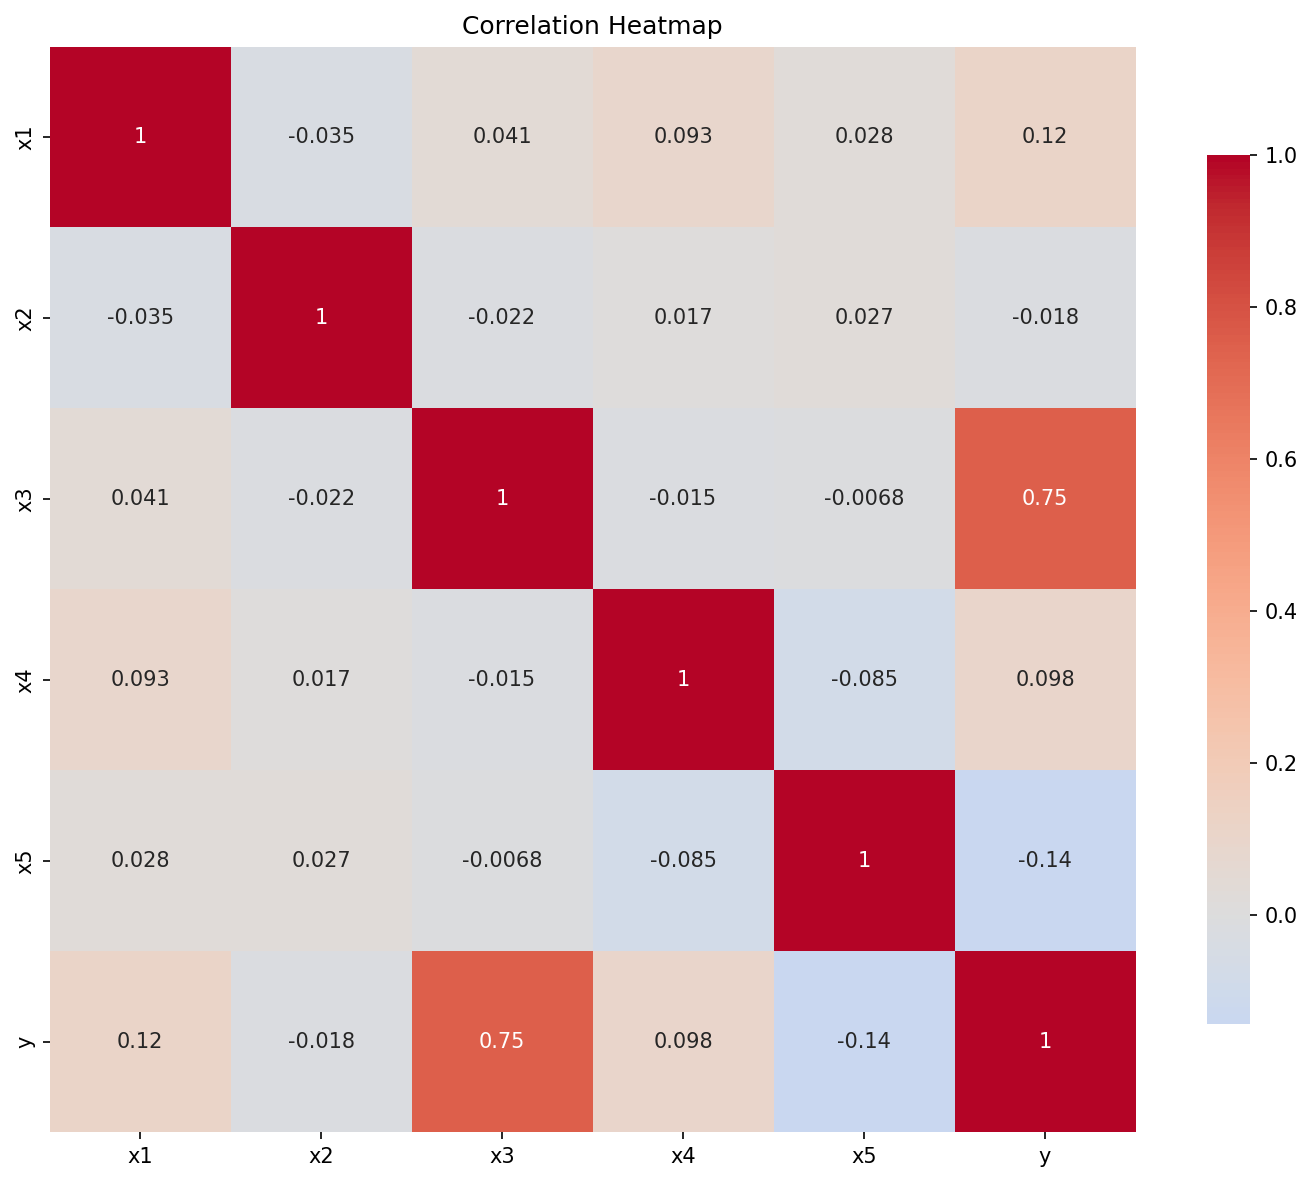 Correlation Heatmap
x1 1 -0.035 0.041 0.093 0.028 0.12
x2 -0.035 1 -0.022 0.017 0.027 -0.018
x3 0.041 -0.022 1 -0.015 -0.0068 0.75
x4 0.093 0.017 -0.015 1 -0.085 0.098
x5 0.028 0.027 -0.0068 -0.085 1 -0.14
y 0.12 -0.018 0.75 0.098 -0.14 1
x1 x2 x3 x4 x5 y
1.0
0.8
0.6
0.4
0.2
0.0